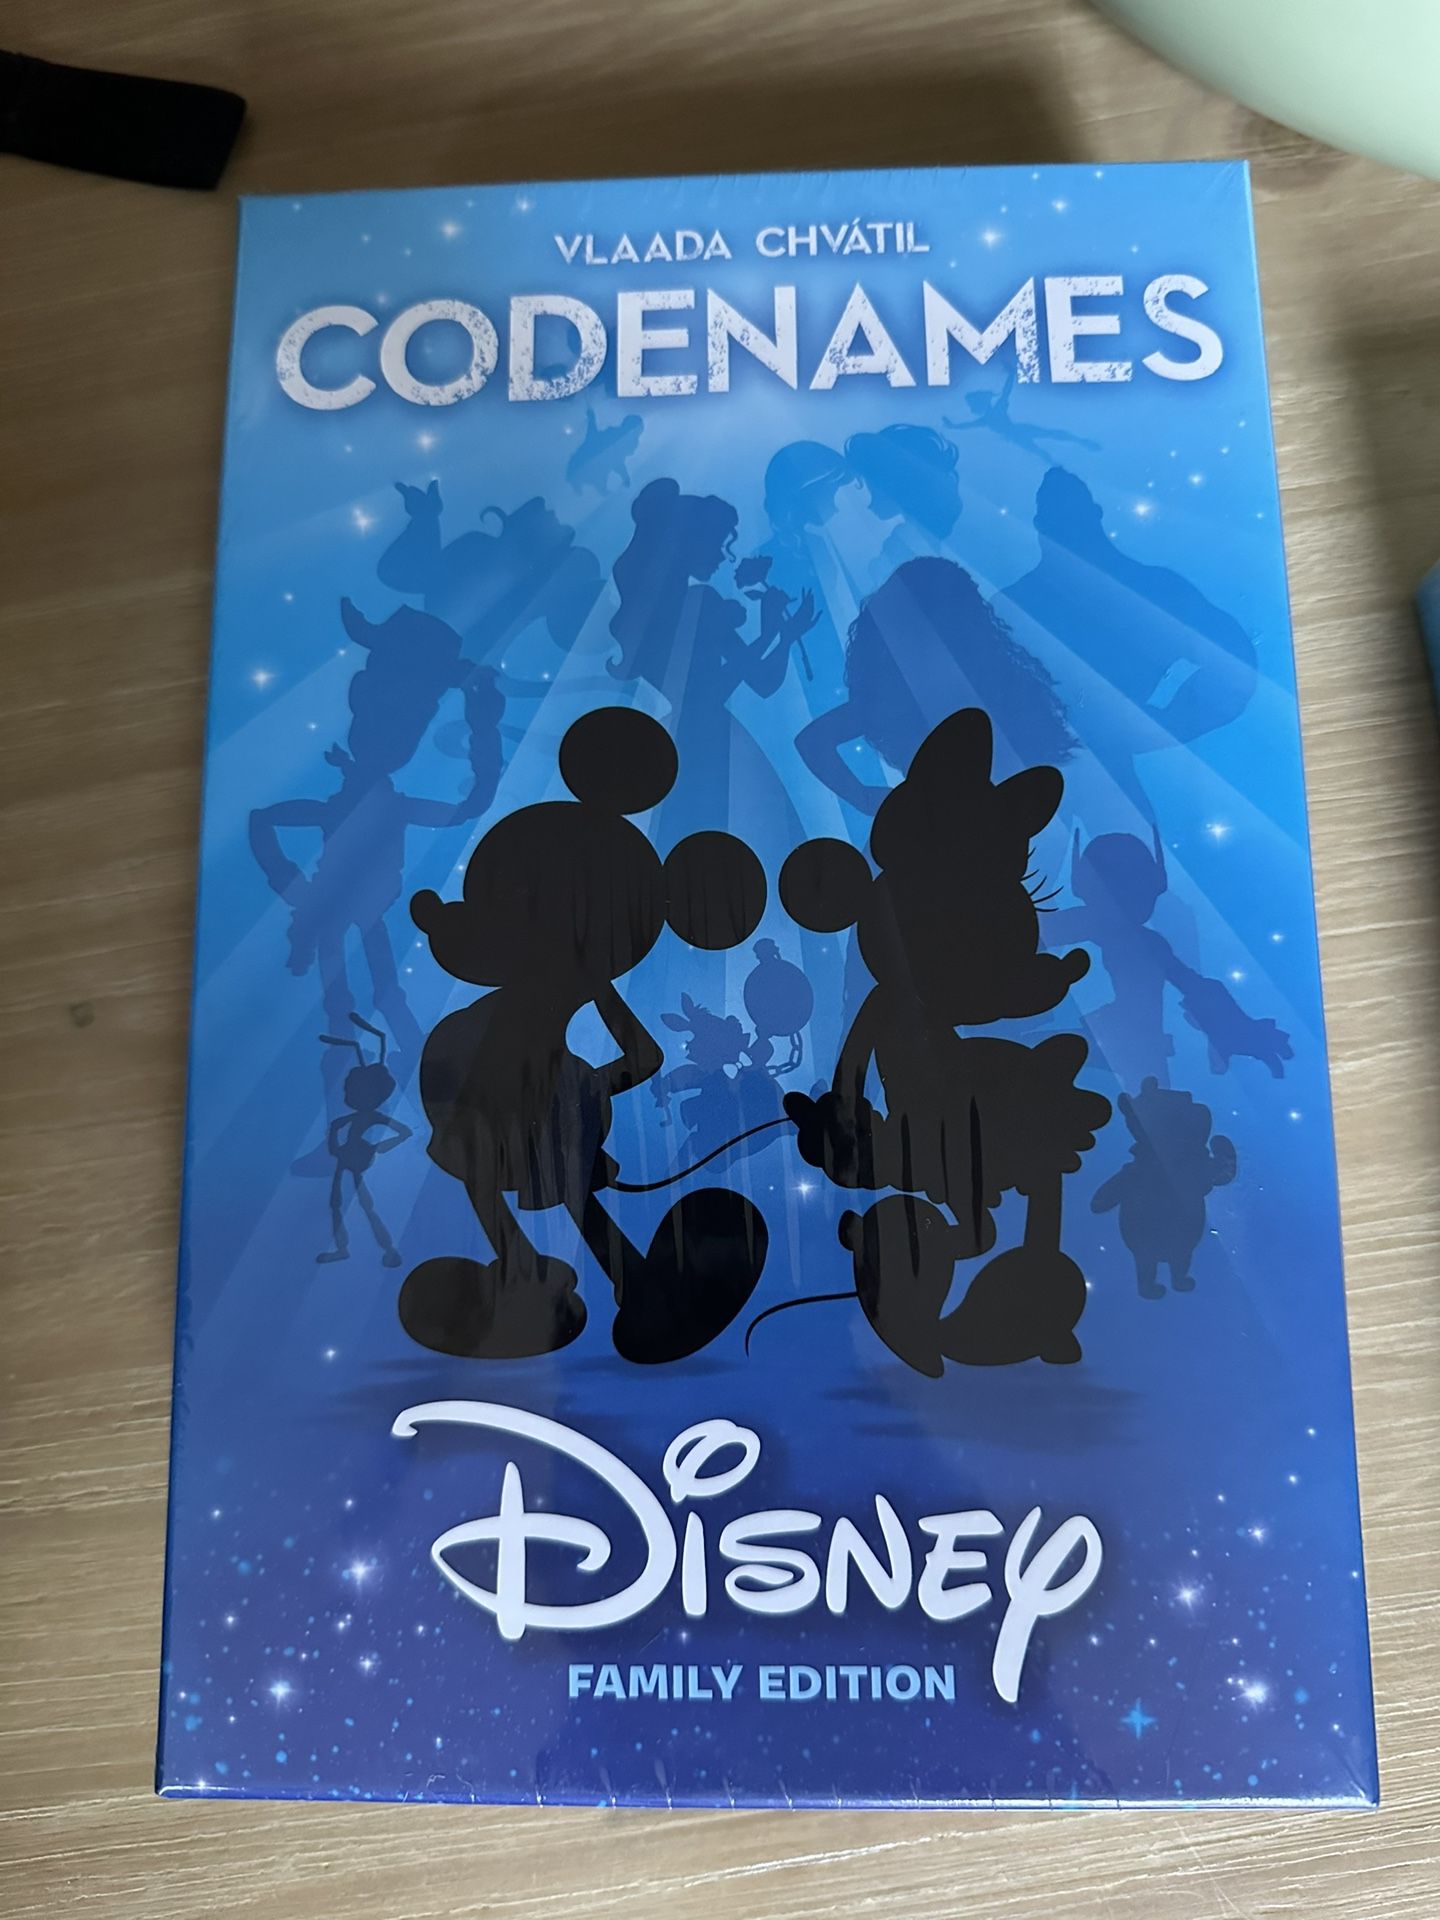 VLAADA CHVÁTIL
CODENAMES
Disney
FAMILY EDITION